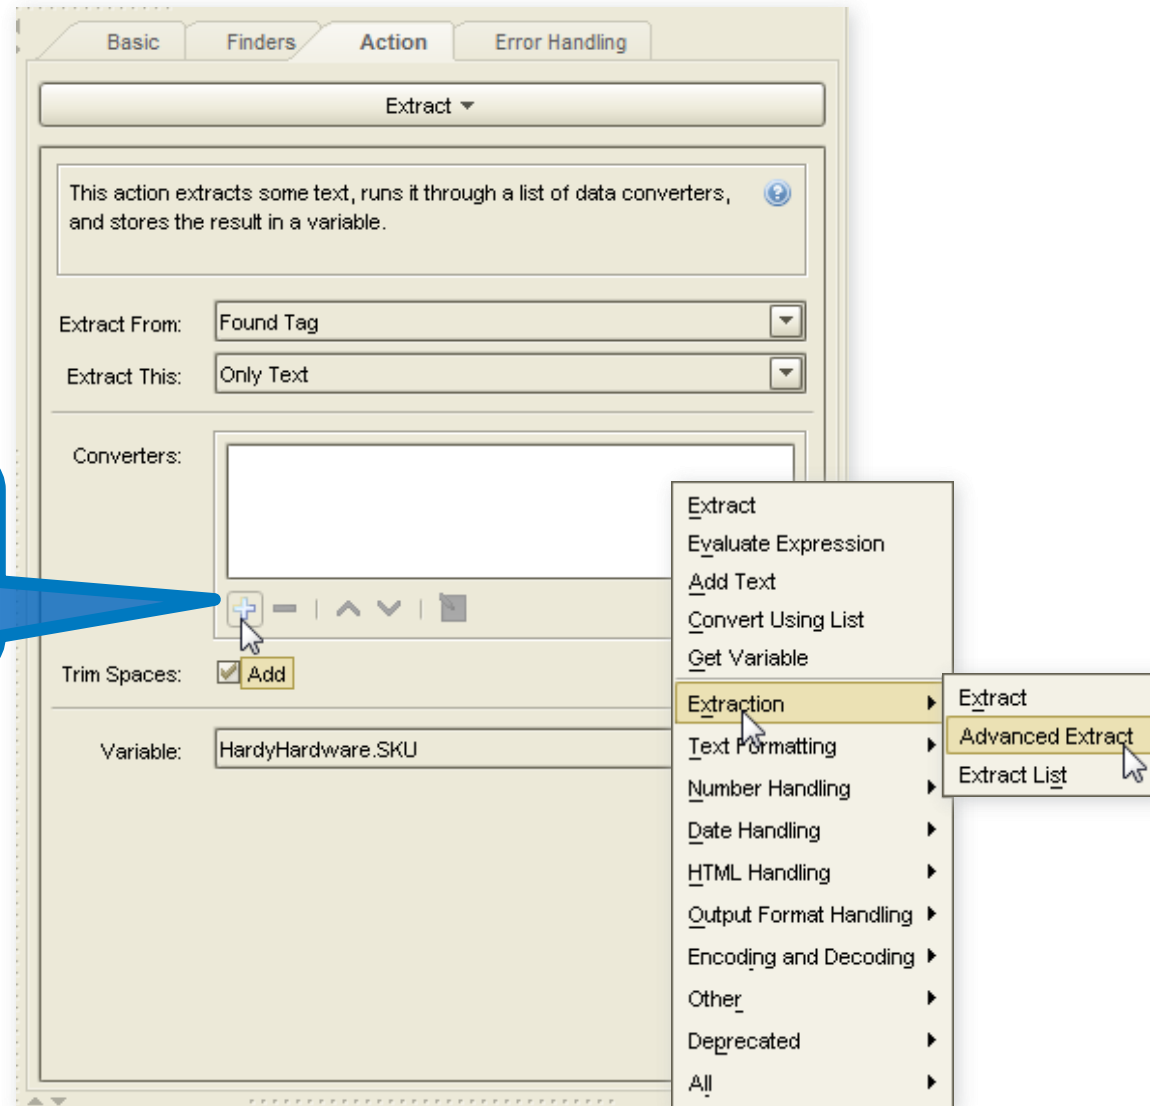 Basic
Finders
Action
Error Handling
Extract
This action extracts some text, runs it through a list of data converters,
and stores the result in a variable.
Extract From:
Found Tag
Extract This:
Only Text
Converters:
Trim Spaces:
Add
Variable:
HardyHardware.SKU
Extract
Evaluate Expression
Add Text
Convert Using List
Get Variable
Extraction
Text Formatting
Number Handling
Date Handling
HTML Handling
Output Format Handling
Encoding and Decoding
Other
Deprecated
All
Extract
Advanced Extract
Extract List